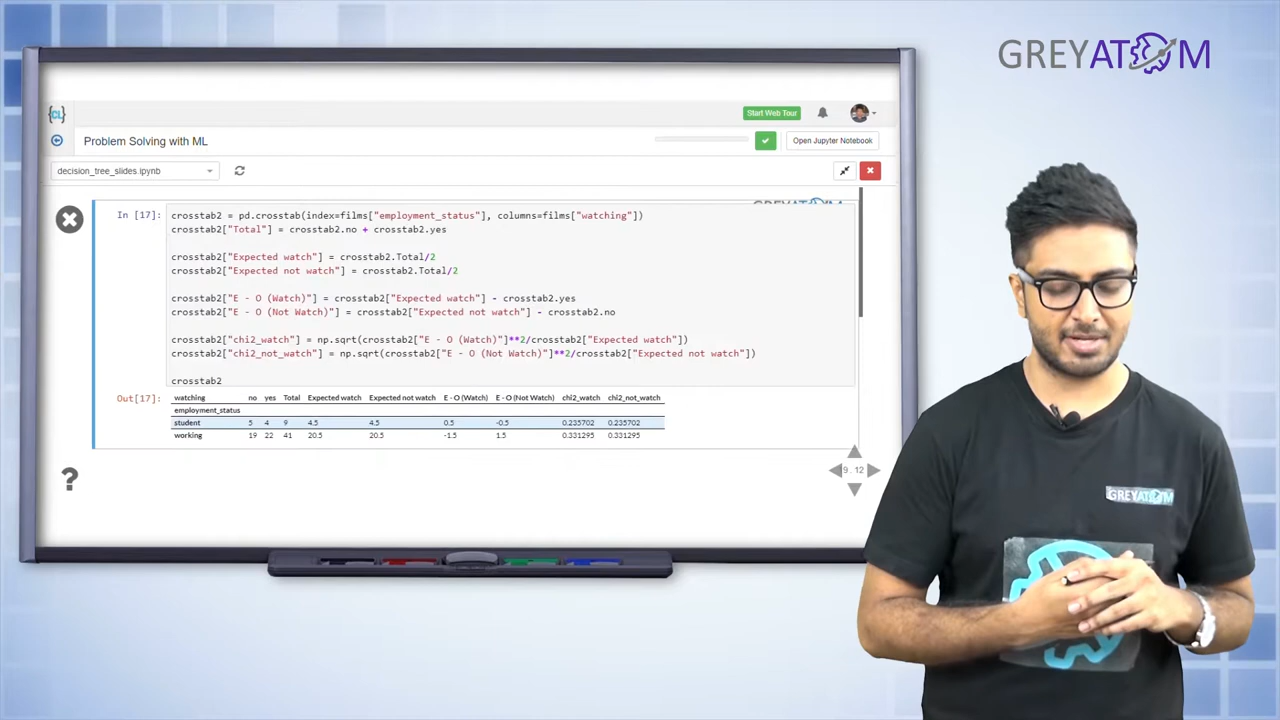 GREYATOM
{CL}
Start Web Tour
Problem Solving with ML
Open Jupyter Notebook
decision_tree_slides.ipynb
In [17]:
crosstab2 = pd.crosstab(index=films["employment_status"], columns=films["watching"])
crosstab2["Total"] = crosstab2.no + crosstab2.yes
crosstab2["Expected watch"] = crosstab2.Total/2
crosstab2["Expected not watch"] = crosstab2.Total/2
crosstab2["E - O (Watch)"] = crosstab2["Expected watch"] - crosstab2.yes
crosstab2["E - O (Not Watch)"] = crosstab2["Expected not watch"] - crosstab2.no
crosstab2["chi2_watch"] = np.sqrt(crosstab2["E - O (Watch)"]**2/crosstab2["Expected watch"])
crosstab2["chi2_not_watch"] = np.sqrt(crosstab2["E - O (Not Watch)"]**2/crosstab2["Expected not watch"])
crosstab2
Out[17]:
watching no yes Total Expected watch Expected not watch E - O (Watch) E - O (Not Watch) chi2_watch chi2_not_watch
employment_status
student 5 4 9 4.5 4.5 0.5 -0.5 0.235702 0.235702
working 19 22 41 20.5 20.5 -1.5 1.5 0.331295 0.331295
9 . 12
?
GREYATOM